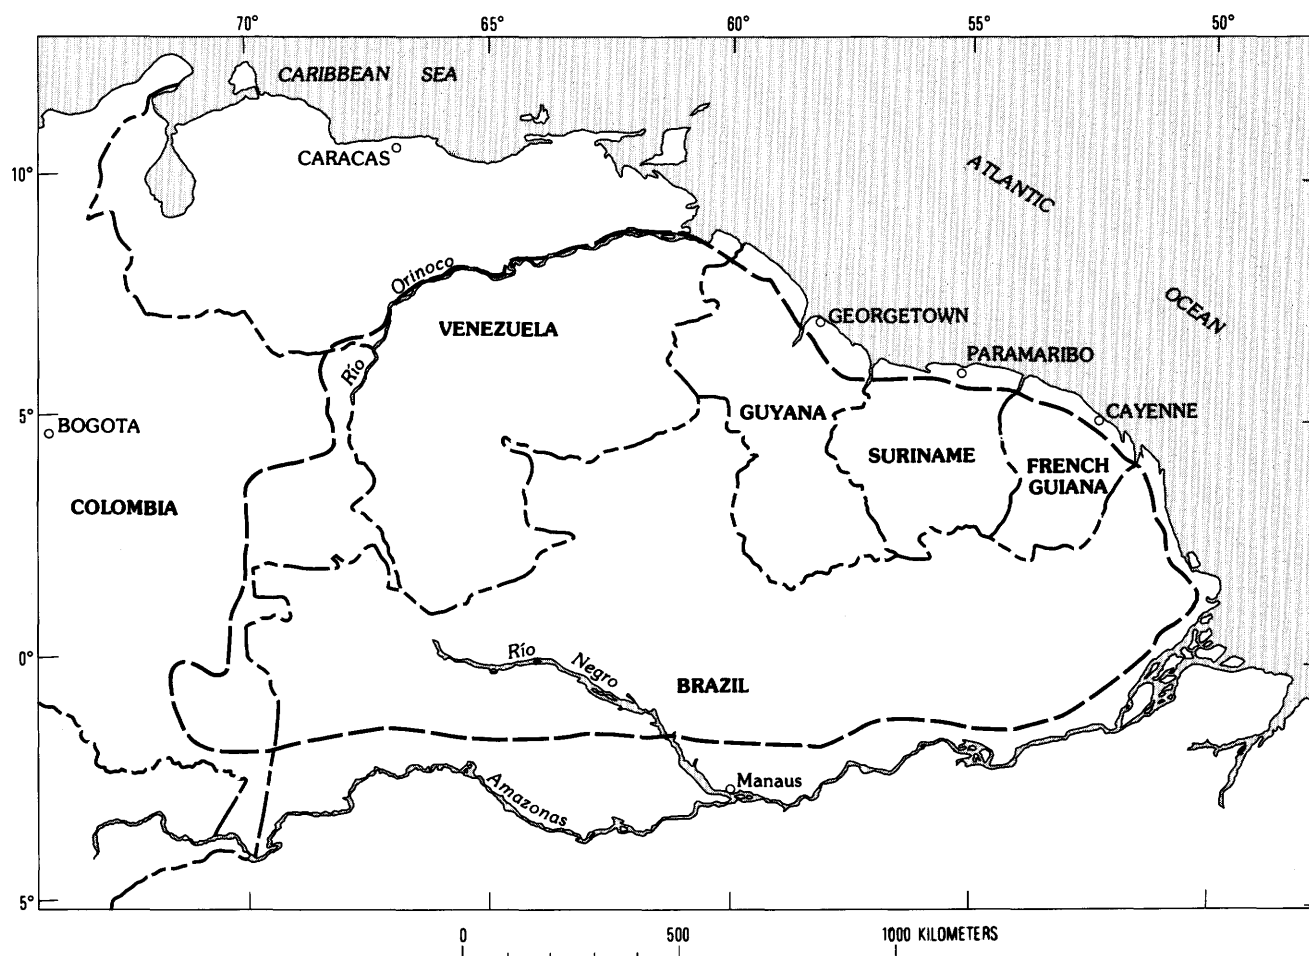 70° 65° 60° 55° 50°
CARIBBEAN SEA
CARACAS
10°
ATLANTIC
OCEAN
Orinoco
VENEZUELA
GEORGETOWN
PARAMARIBO
Río
5°
BOGOTA
GUYANA
CAYENNE
SURINAME
FRENCH
GUIANA
COLOMBIA
0°
Río Negro
BRAZIL
Manaus
Amazonas
5°
0 500 1000 KILOMETERS